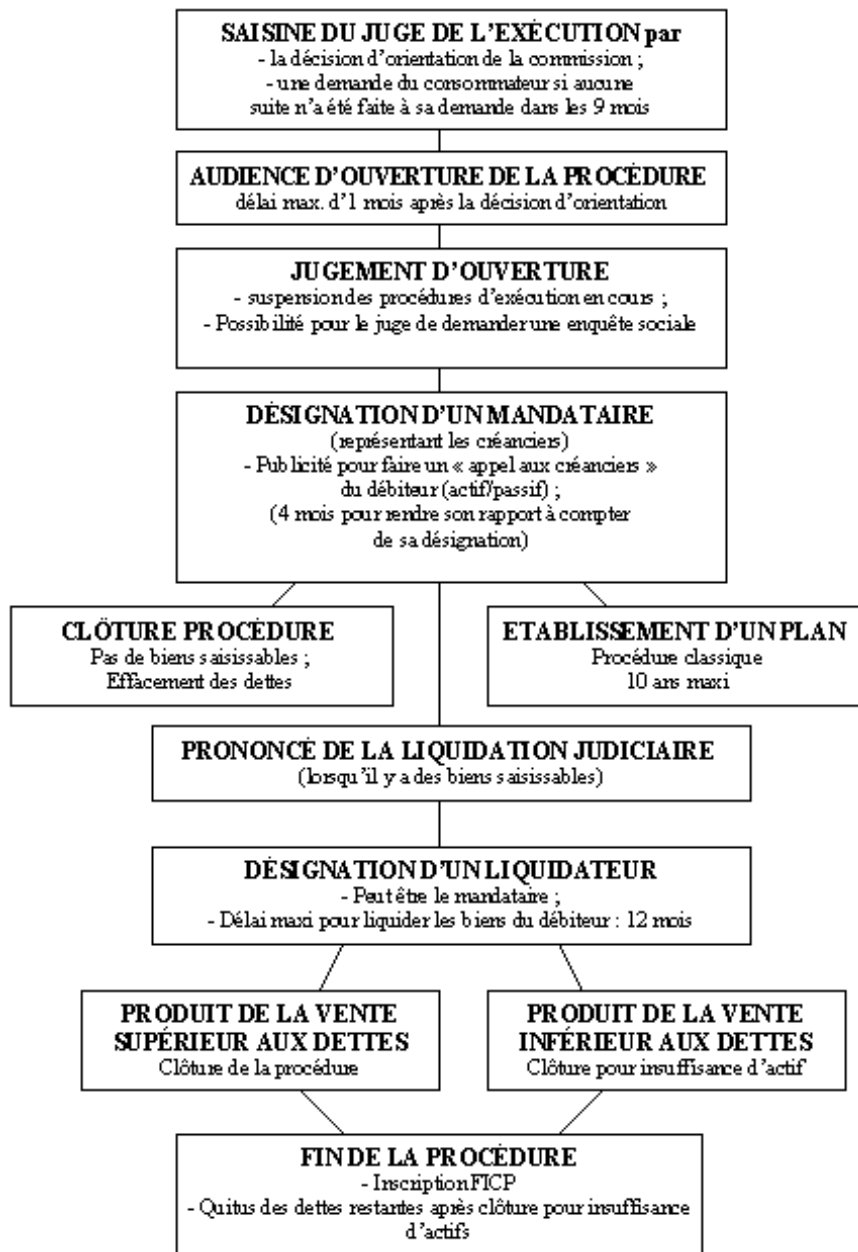 SAISINE DU JUGE DE L’EXÉCUTION par
- la décision d’orientation de la commission ;
- une demande du consommateur si aucune
suite n’a été faite à sa demande dans les 9 mois
AUDIENCE D’OUVERTURE DE LA PROCÉDURE
délai max. d’1 mois après la décision d’orientation
JUGEMENT D’OUVERTURE
- suspension des procédures d’exécution en cours ;
- Possibilité pour le juge de demander une enquête sociale
DÉSIGNATION D’UN MANDATAIRE
(représentant les créanciers)
- Publicité pour faire un « appel aux créanciers »
du débiteur (actif/passif) ;
(4 mois pour rendre son rapport à compter
de sa désignation)
CLÔTURE PROCÉDURE
Pas de biens saisissables ;
Effacement des dettes
ETABLISSEMENT D’UN PLAN
Procédure classique
10 ans maxi
PRONONCÉ DE LA LIQUIDATION JUDICIAIRE
(lorsqu’il y a des biens saisissables)
DÉSIGNATION D’UN LIQUIDATEUR
- Peut être le mandataire ;
- Délai maxi pour liquider les biens du débiteur : 12 mois
PRODUIT DE LA VENTE
SUPÉRIEUR AUX DETTES
Clôture de la procédure
PRODUIT DE LA VENTE
INFÉRIEUR AUX DETTES
Clôture pour insuffisance d’actif
FIN DE LA PROCÉDURE
- Inscription FICP
- Quitus des dettes restantes après clôture pour insuffisance
d’actifs